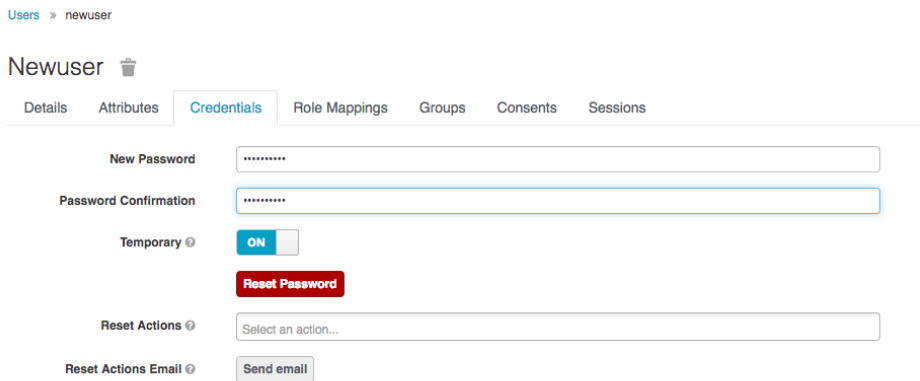 Users » newuser
Newuser
Details Attributes Credentials Role Mappings Groups Consents Sessions
New Password ••••••••••
Password Confirmation ••••••••••
Temporary ON
Reset Password
Reset Actions Select an action...
Reset Actions Email Send email